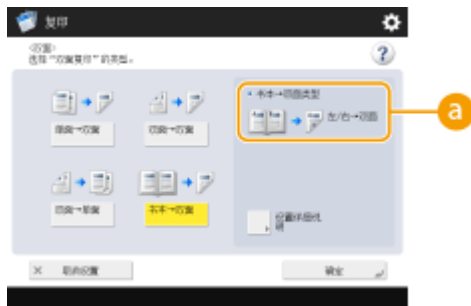 复印
<双面>
选择“双面复印”的类型。
?
单面→双面
双面→双面
双面→单面
书本→双面
• 书本→双面类型
左/右→双面
a
设置详细说
明
× 取消设置
确定